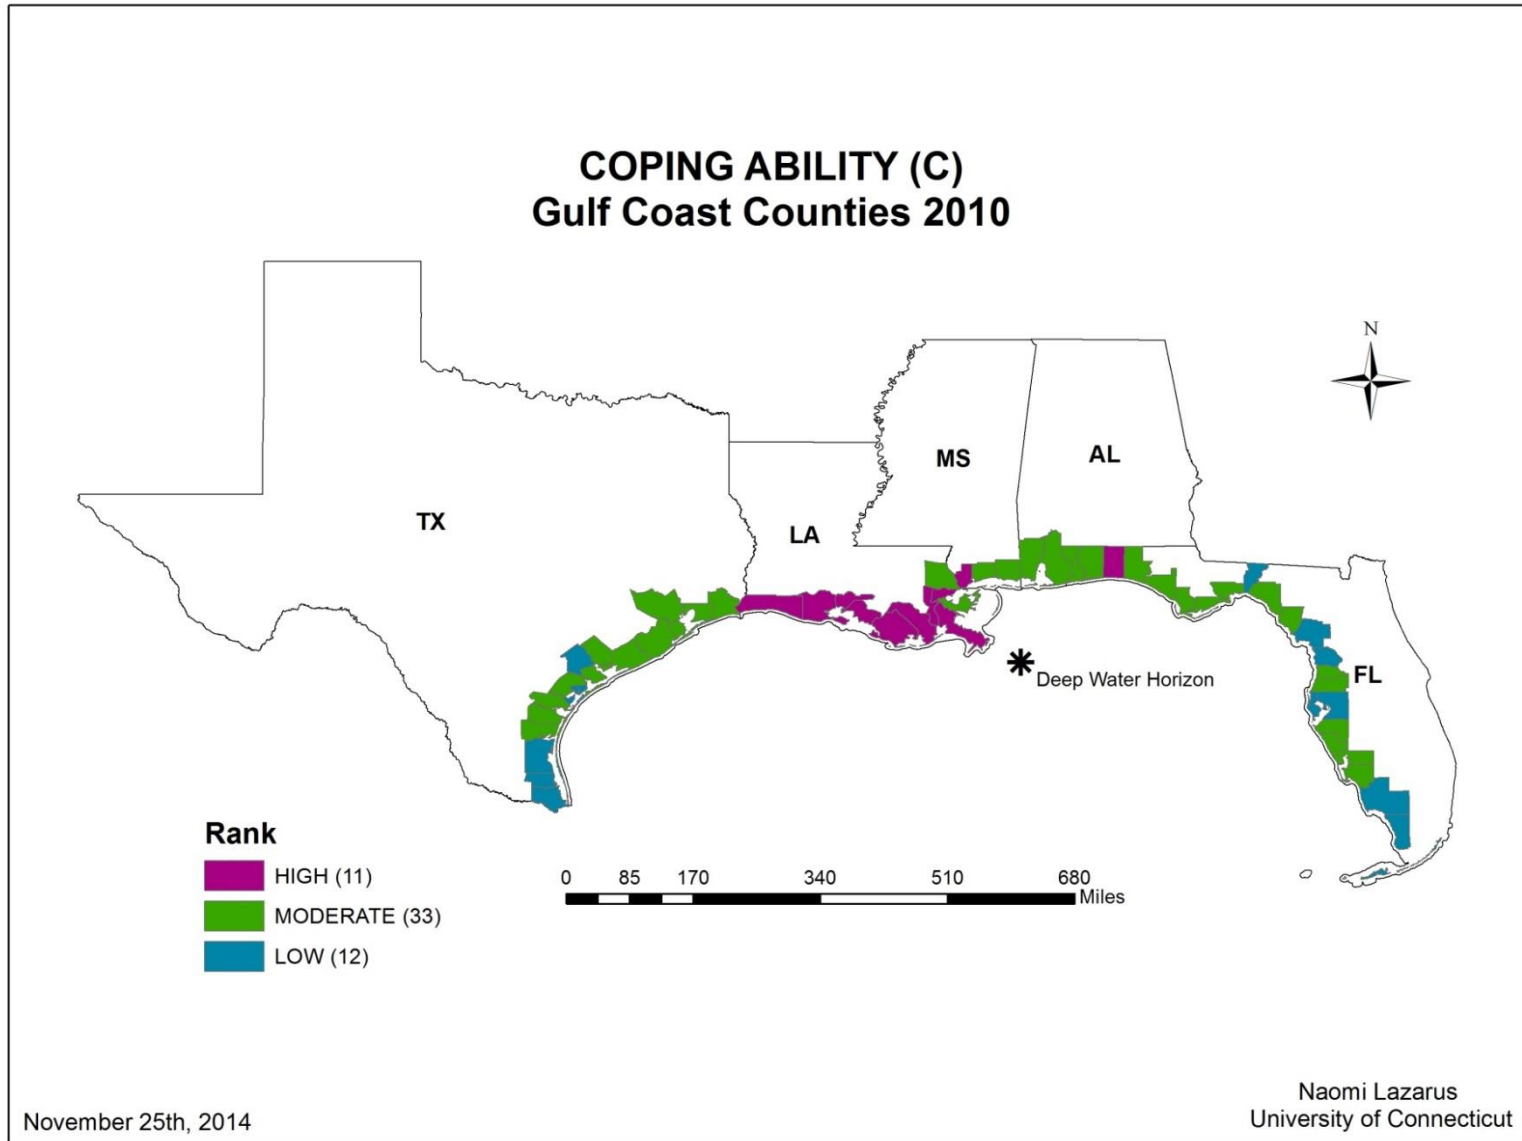 COPING ABILITY (C)
Gulf Coast Counties 2010
N
MS
AL
TX
LA
FL
Deep Water Horizon
Rank
HIGH (11)
MODERATE (33)
LOW (12)
0 85 170 340 510 680
Miles
November 25th, 2014
Naomi Lazarus
University of Connecticut